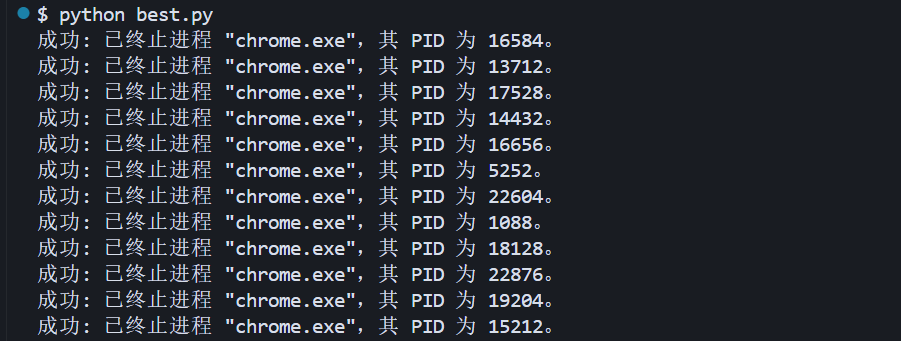 $ python best.py
成功: 已终止进程 "chrome.exe", 其 PID 为 16584。
成功: 已终止进程 "chrome.exe", 其 PID 为 13712。
成功: 已终止进程 "chrome.exe", 其 PID 为 17528。
成功: 已终止进程 "chrome.exe", 其 PID 为 14432。
成功: 已终止进程 "chrome.exe", 其 PID 为 16656。
成功: 已终止进程 "chrome.exe", 其 PID 为 5252。
成功: 已终止进程 "chrome.exe", 其 PID 为 22604。
成功: 已终止进程 "chrome.exe", 其 PID 为 1088。
成功: 已终止进程 "chrome.exe", 其 PID 为 18128。
成功: 已终止进程 "chrome.exe", 其 PID 为 22876。
成功: 已终止进程 "chrome.exe", 其 PID 为 19204。
成功: 已终止进程 "chrome.exe", 其 PID 为 15212。